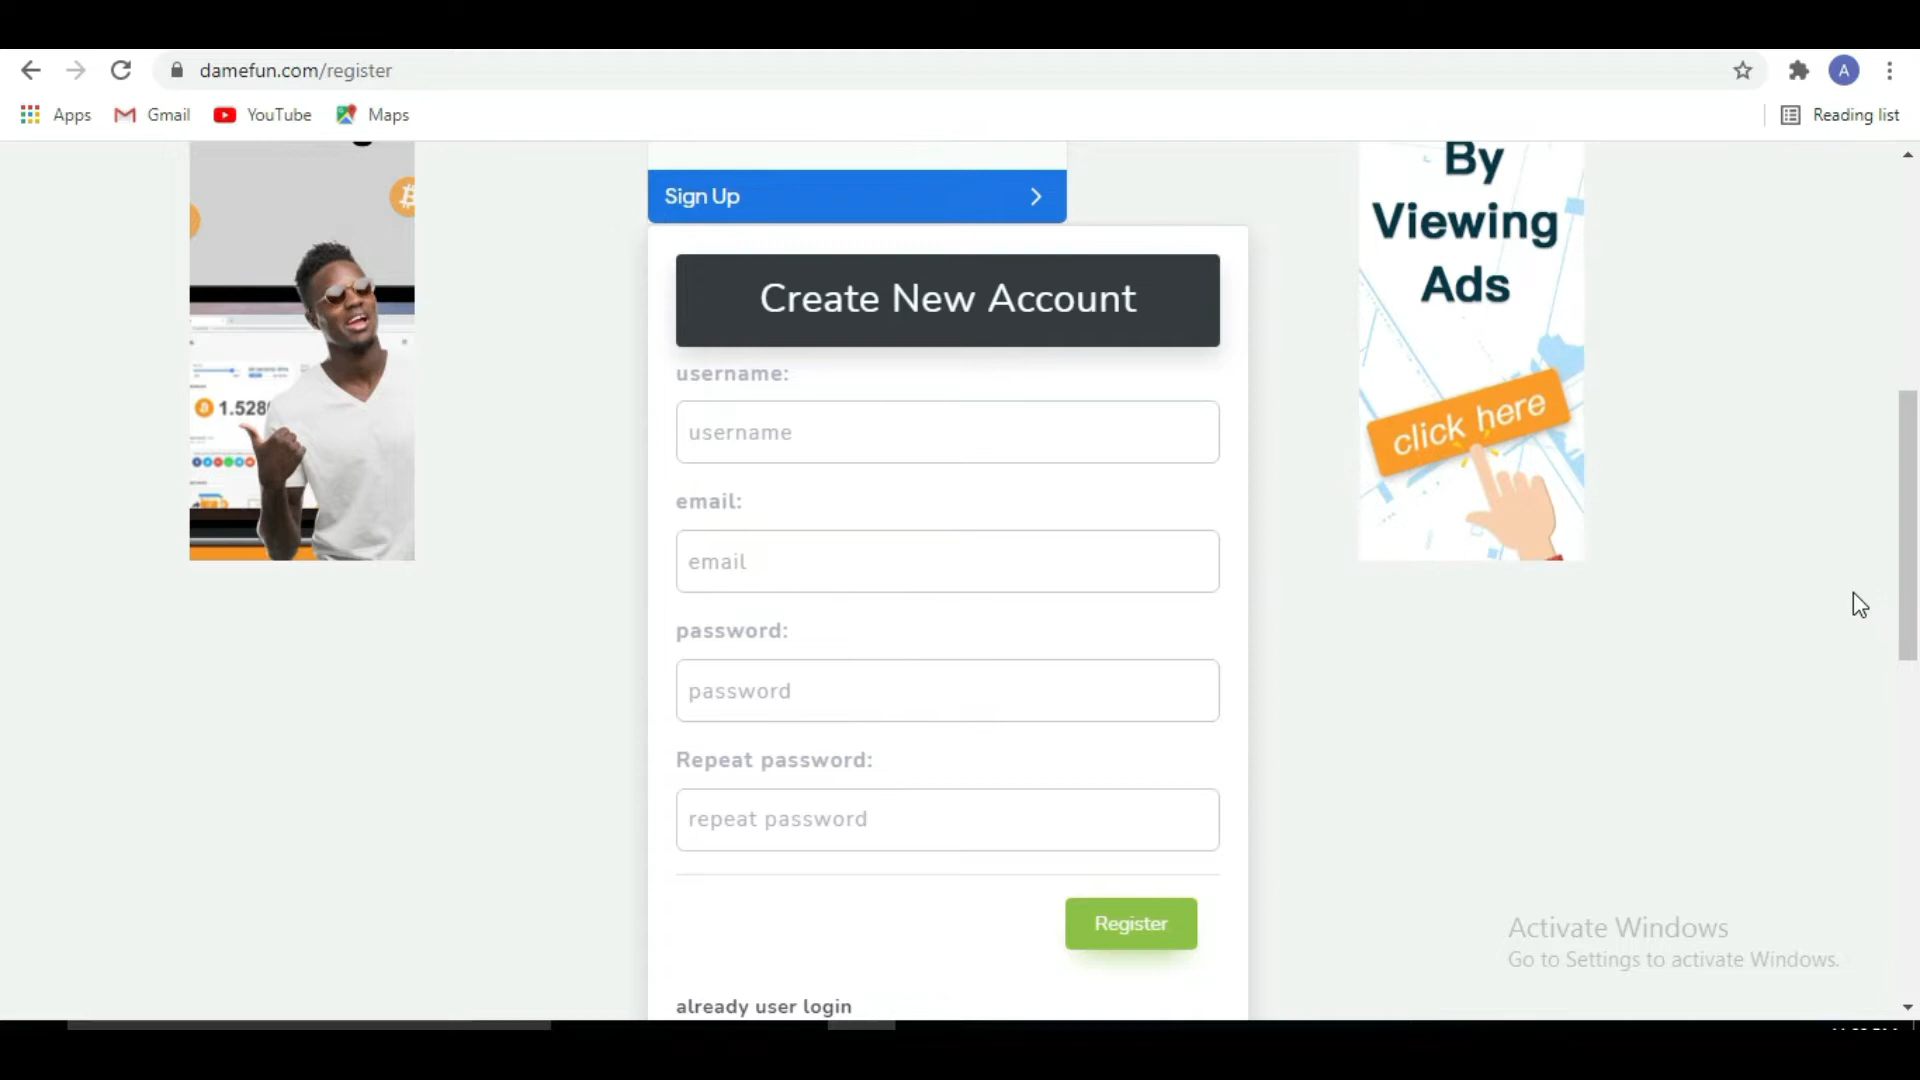 damefun.com/register
A
Apps
Gmail
YouTube
Maps
Reading list
Sign Up
Create New Account
username:
username
email:
email
password:
password
Repeat password:
repeat password
Register
already user login
1.528
By
Viewing
Ads
click here
Activate Windows
Go to Settings to activate Windows.